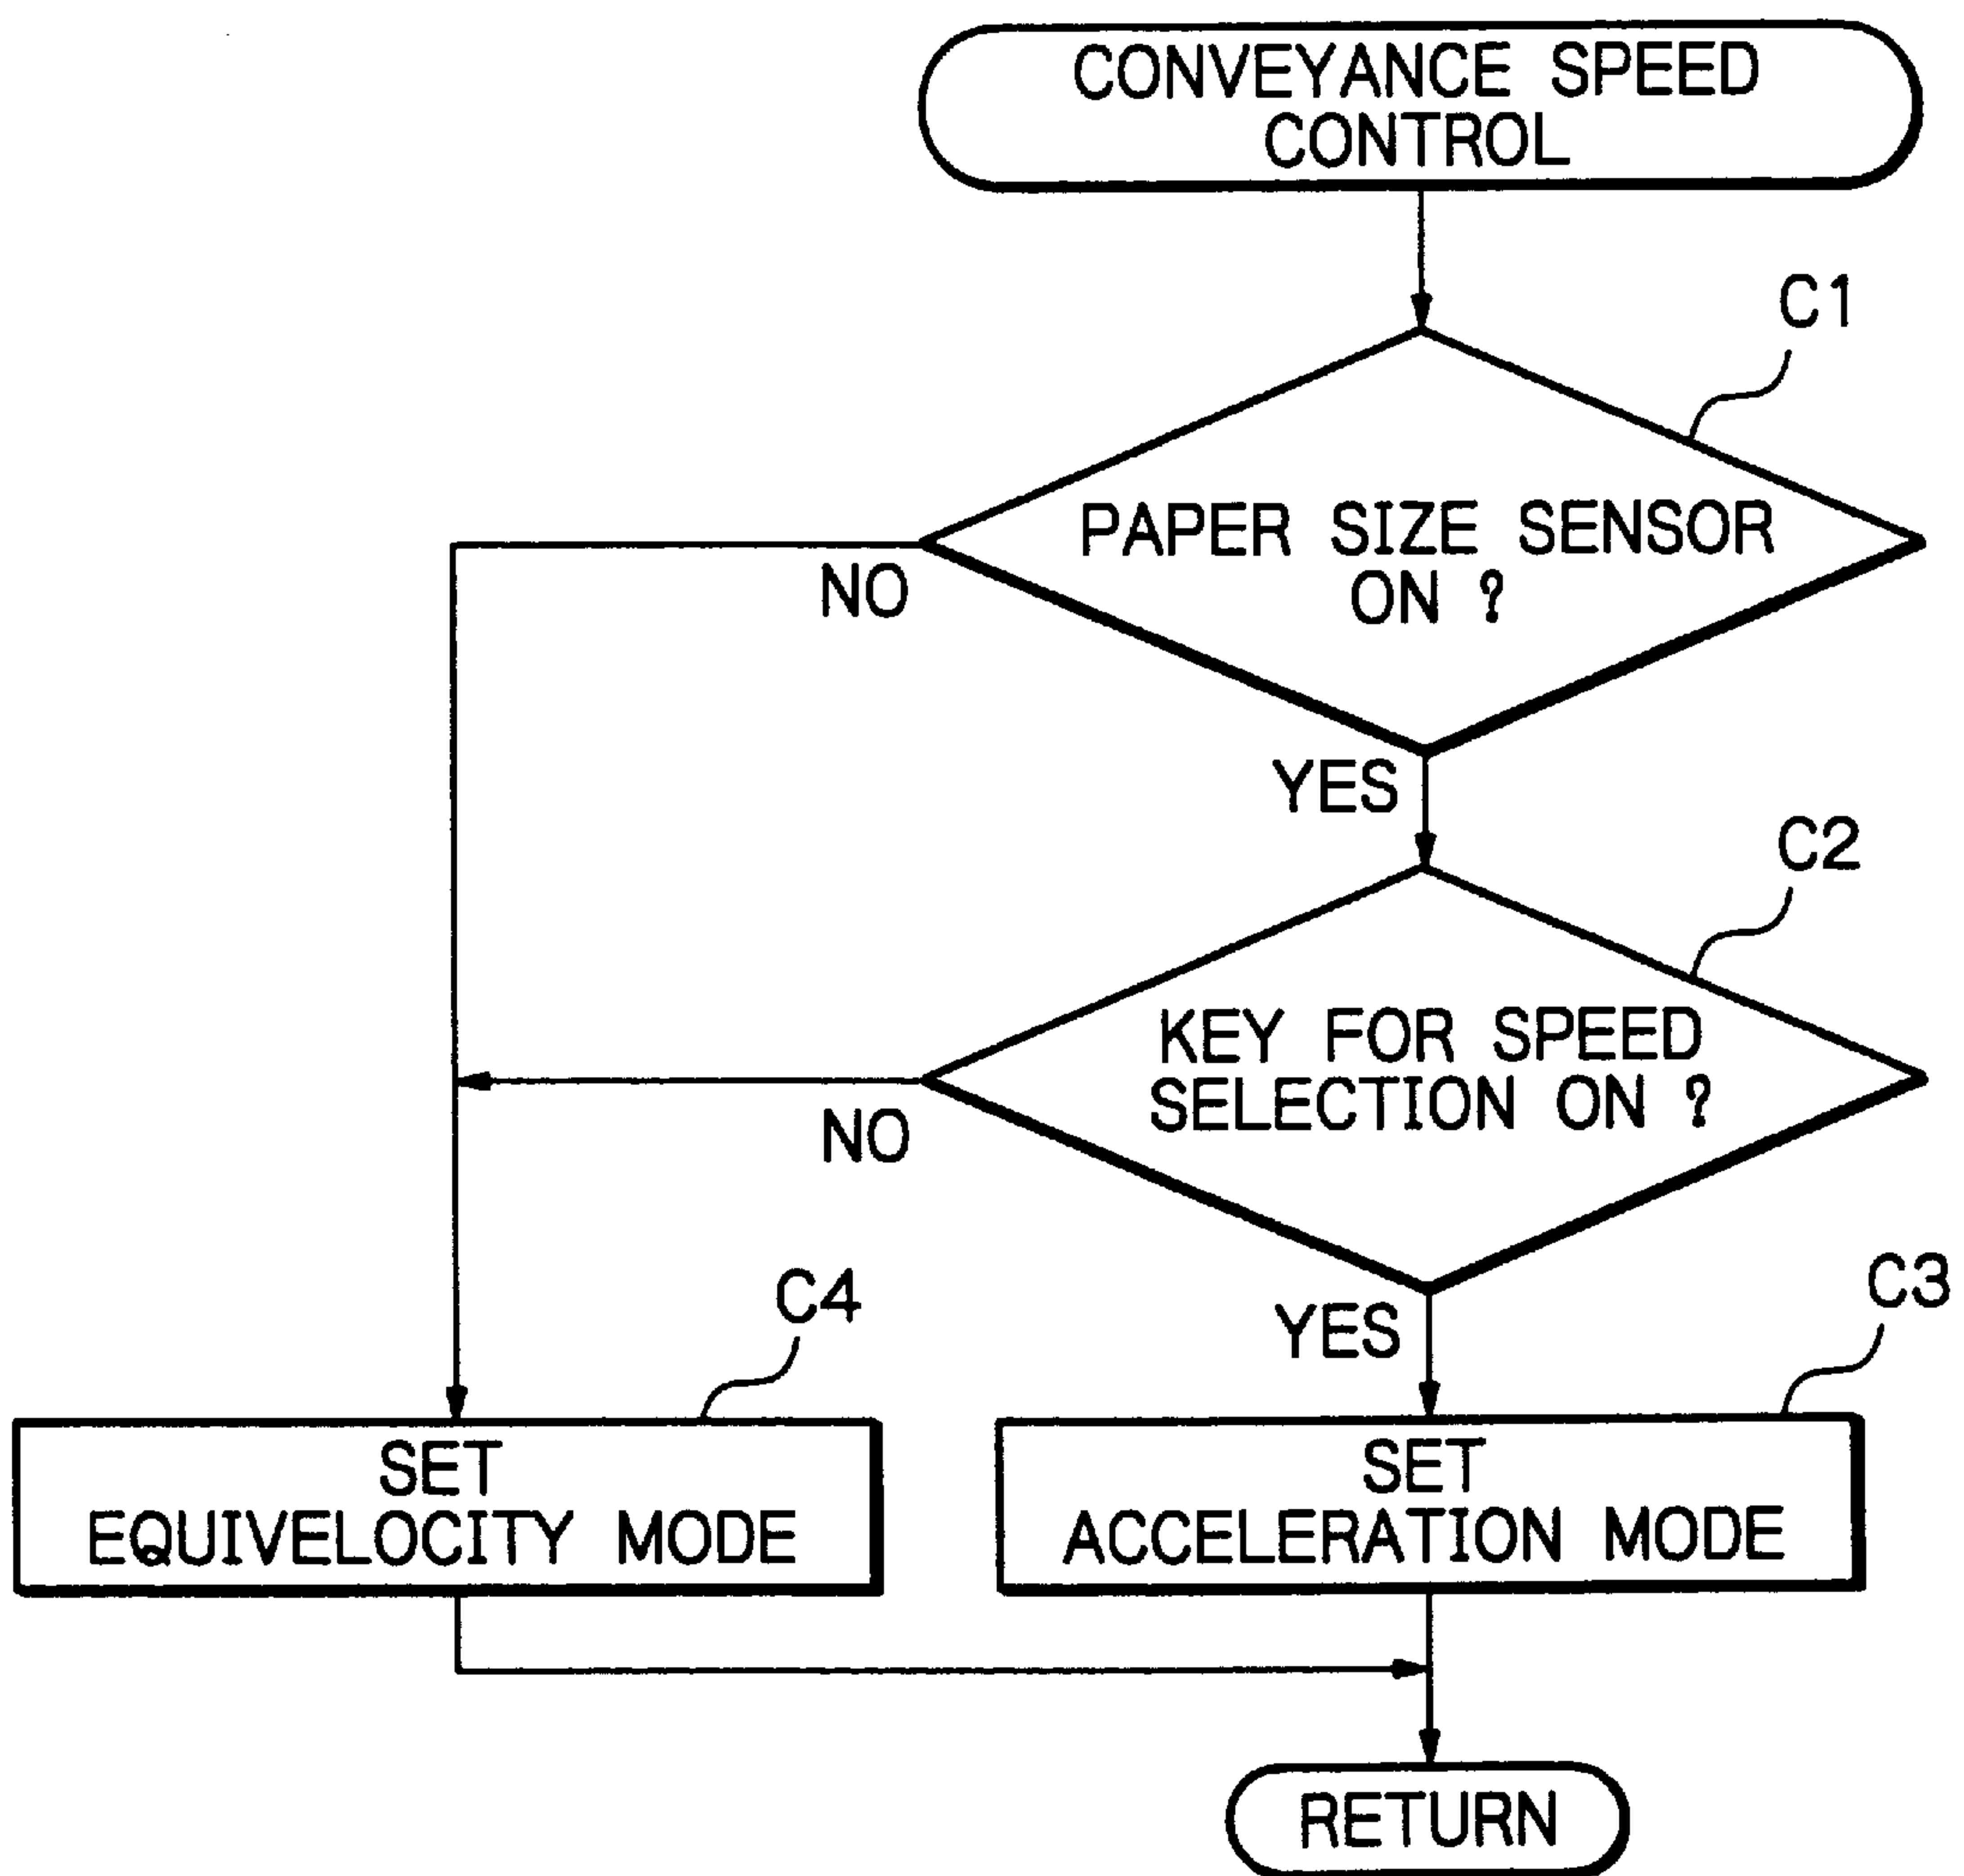 CONVEYANCE SPEED
CONTROL
C1
PAPER SIZE SENSOR
ON ?
NO
YES
C2
KEY FOR SPEED
SELECTION ON ?
NO
YES
C4
C3
SET
EQUIVELOCITY MODE
SET
ACCELERATION MODE
RETURN